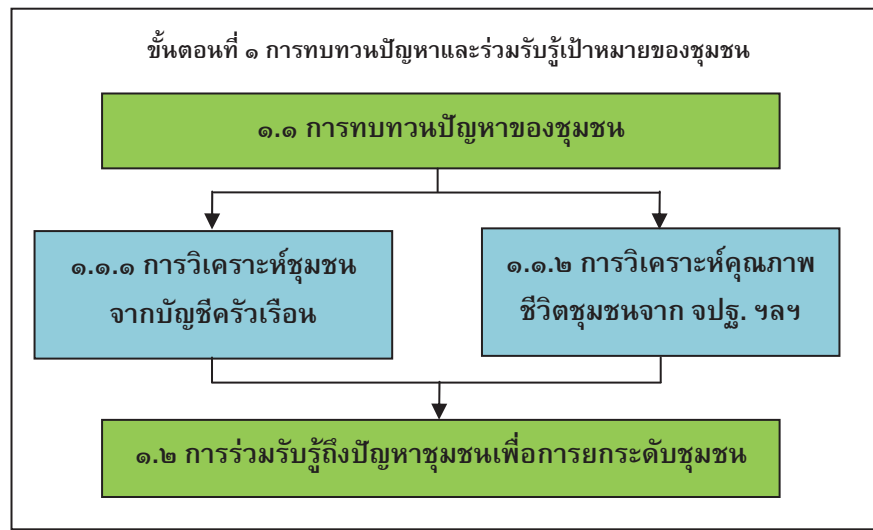 ขั้นตอนที่ ๑ การทบทวนปัญหาและร่วมรับรู้เป้าหมายของชุมชน
๑.๑ การทบทวนปัญหาของชุมชน
๑.๑.๑ การวิเคราะห์ชุมชน
จากบัญชีครัวเรือน
๑.๑.๒ การวิเคราะห์คุณภาพ
ชีวิตชุมชนจาก จปฐ. ฯลฯ
๑.๒ การร่วมรับรู้ถึงปัญหาชุมชนเพื่อการยกระดับชุมชน